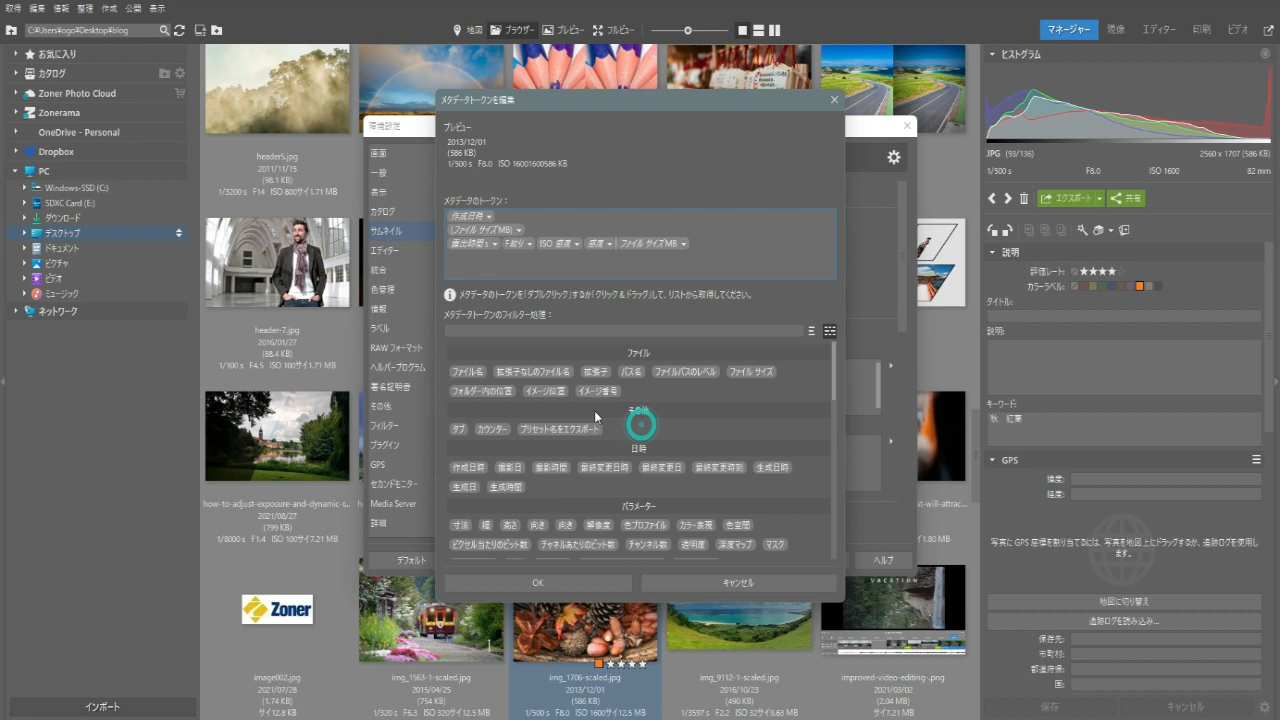 取得 編集 情報 整理 作成 公開 表示
C:¥Users¥ogo¥Desktop¥blog
地図 ブラウザー プレビュー フルビュー
マネージャー 現像 エディター 印刷 ビデオ
お気に入り
カタログ
Zoner Photo Cloud
Zonerama
OneDrive - Personal
Dropbox
PC
Windows-SSD (C:)
SDXC Card (E:)
ダウンロード
デスクトップ
ドキュメント
ピクチャ
ビデオ
ミュージック
ネットワーク
インポート
header5.jpg
2011/11/15
(98.1 KB)
1/3200 s F14 ISO 800サイ1.71 MB
header-7.jpg
2016/01/27
(88.4 KB)
1/100 s F4.5 ISO 100サイ1.71 MB
how-to-adjust-exposure-and-dynamic-s...
2021/08/27
(799 KB)
1/8000 s F1.4 ISO 100サイ7.21 MB
Zoner
image002.jpg
2021/07/28
(1.74 KB)
サイ12.8 KB
img_1563-1-scaled.jpg
2015/04/25
(754 KB)
1/320 s F6.3 ISO 320サイ12.5 MB
img_1706-scaled.jpg
2013/12/01
(586 KB)
1/500 s F8.0 ISO 1600サイ12.5 MB
img_9112-1-scaled.jpg
2016/10/23
(490 KB)
1/3597 s F2.2 ISO 32サイ9.63 MB
VACATION
improved-video-editing-.png
2021/03/02
(2.04 MB)
サイ7.21 MB
環境設定
画面
一般
表示
カタログ
サムネイル
エディター
統合
色管理
情報
ラベル
RAW フォーマット
ヘルパープログラム
署名証明書
その他
フィルター
プラグイン
GPS
セカンドモニター
Media Server
詳細
デフォルト
ヘルプ
メタデータトークンを編集
プレビュー
2013/12/01
(586 KB)
1/500 s F8.0 ISO 16001600586 KB
メタデータのトークン：
作成日時
(ファイル サイズMB)
露出時間 s F絞り ISO 感度 感度 ファイル サイズMB
メタデータのトークンを「ダブルクリック」するか「クリック & ドラッグ」して、リストから取得してください。
メタデータトークンのフィルター処理：
ファイル
ファイル名 拡張子なしのファイル名 拡張子 パス名 ファイルパスのレベル ファイル サイズ
フォルダー内の位置 イメージ位置 イメージ番号
その他
タブ カウンター プリセット名をエクスポート
日時
作成日時 撮影日 撮影時間 最終変更日時 最終変更日 最終変更時刻 生成日時
生成日 生成時間
パラメーター
寸法 幅 高さ 向き 向き 解像度 色プロファイル カラー表現 色空間
ピクセル当たりのビット数 チャネルあたりのビット数 チャンネル数 透明度 深度マップ マスク
OK キャンセル
-will-attrac...
1.80 MB
ヒストグラム
JPG (93/136) 2560 x 1707 (586 KB)
1/500 s F8.0 ISO 1600 82 mm
エクスポート 共有
説明
評価レート:
カラーラベル:
タイトル:
説明:
キーワード:
秋 紅葉
GPS
緯度:
経度:
写真に GPS 座標を割り当てるには、写真を地図上にドラッグするか、追跡ログを使用します。
地図に切り替え
追跡ログを読み込み...
保存先:
市町村:
都道府県:
国:
保存 キャンセル